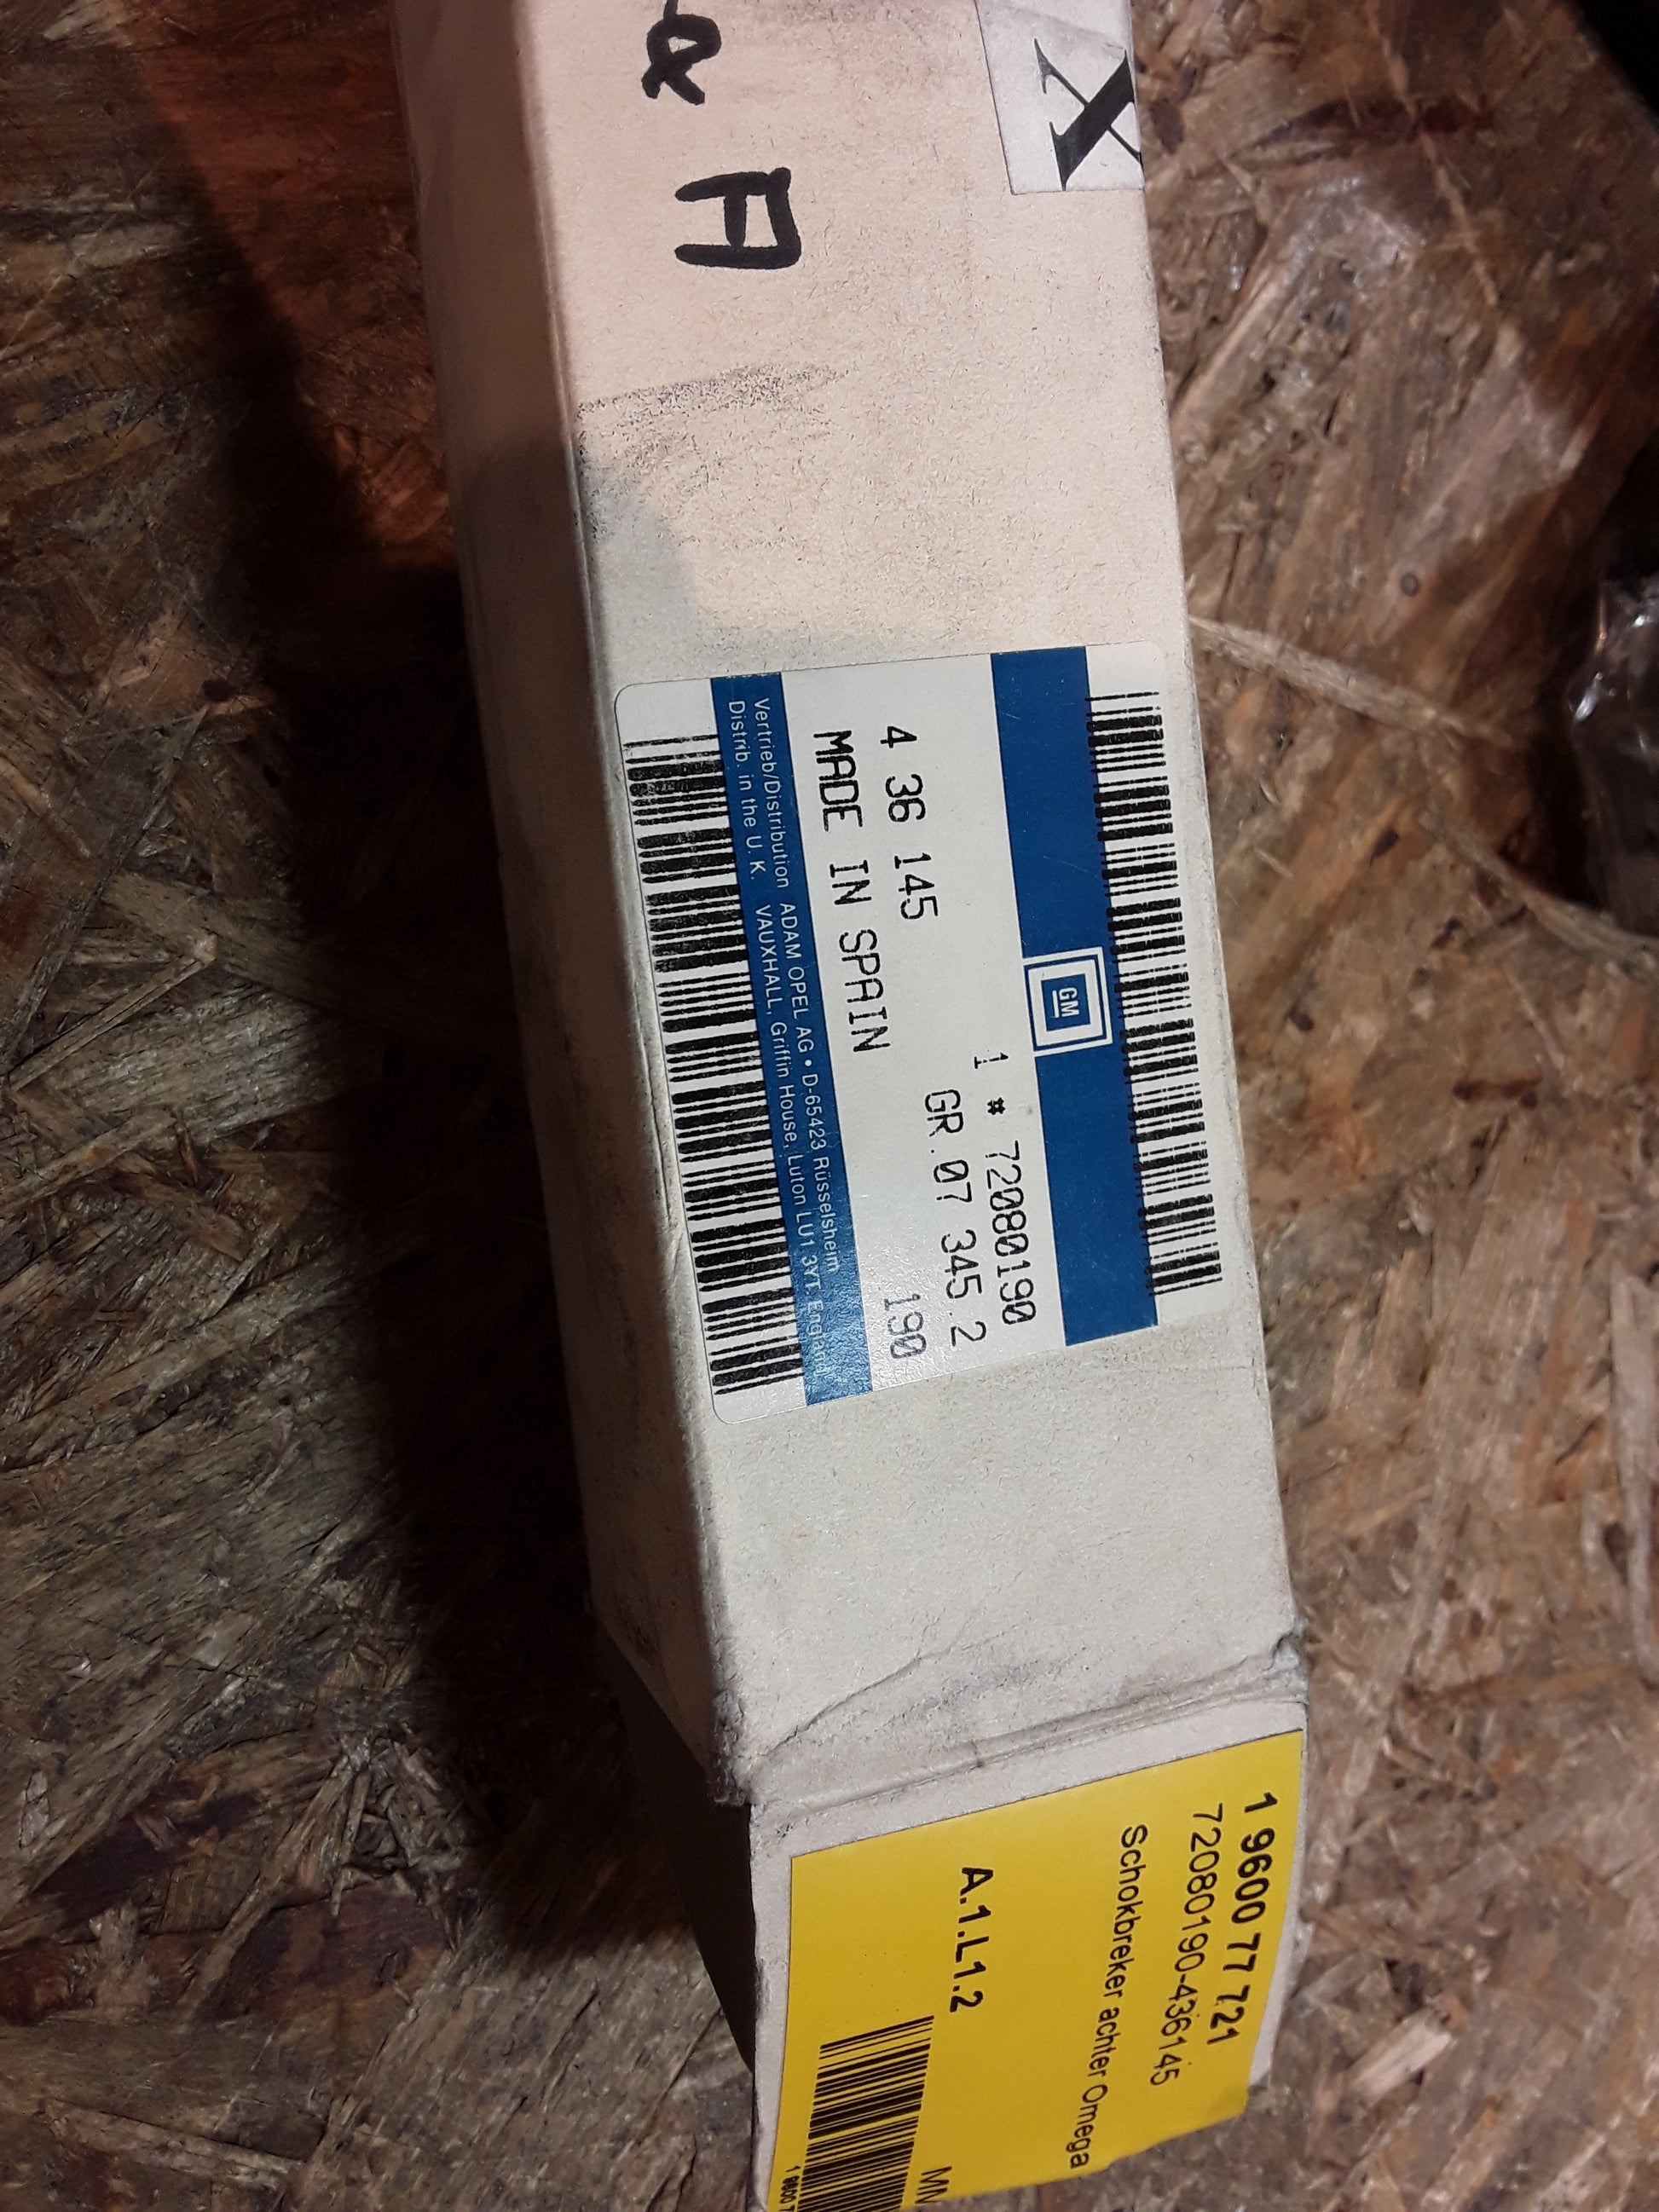 a A
X
GM
1 # 720801190
4 36 145
GR.07 345.2
MADE IN SPAIN
190
Vertrieb/Distribution ADAM OPEL AG • D-65423 Rüsselsheim
Distrib. in the U. K. VAUXHALL, Griffin House, Luton LU1 3YT. England
1 9600 77 721
720801190-436145
Schokbreker achter Omega
A.1.L1.2